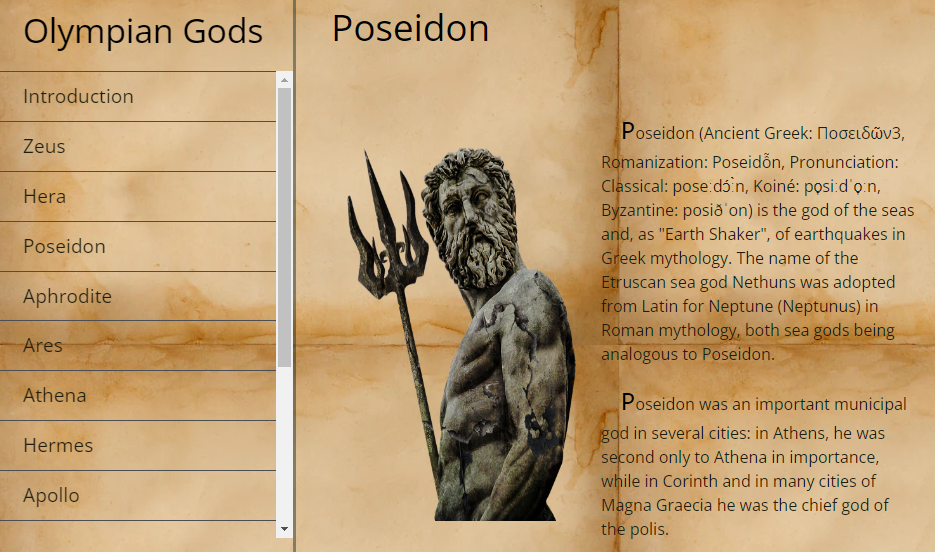 Olympian Gods
Introduction
Zeus
Hera
Poseidon
Aphrodite
Ares
Athena
Hermes
Apollo
Poseidon
Poseidon (Ancient Greek: Ποσειδῶν3,
Romanization: Poseidõn, Pronunciation:
Classical: poseːdɔ́ːn, Koiné: po̝siːdˈo̝ːn,
Byzantine: posiðˈon) is the god of the seas
and, as "Earth Shaker", of earthquakes in
Greek mythology. The name of the
Etruscan sea god Nethuns was adopted
from Latin for Neptune (Neptunus) in
Roman mythology, both sea gods being
analogous to Poseidon.
Poseidon was an important municipal
god in several cities: in Athens, he was
second only to Athena in importance,
while in Corinth and in many cities of
Magna Graecia he was the chief god of
the polis.